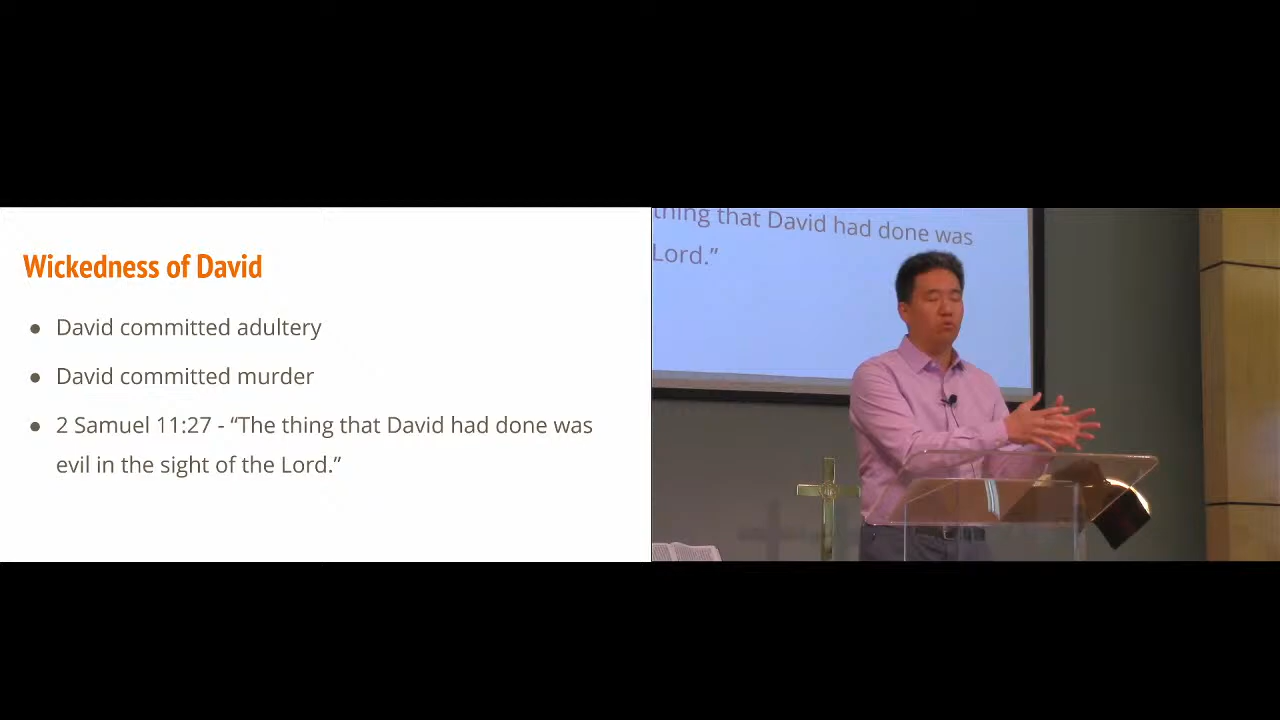 Wickedness of David
● David committed adultery
● David committed murder
● 2 Samuel 11:27 - “The thing that David had done was
evil in the sight of the Lord.”
thing that David had done was
Lord.”